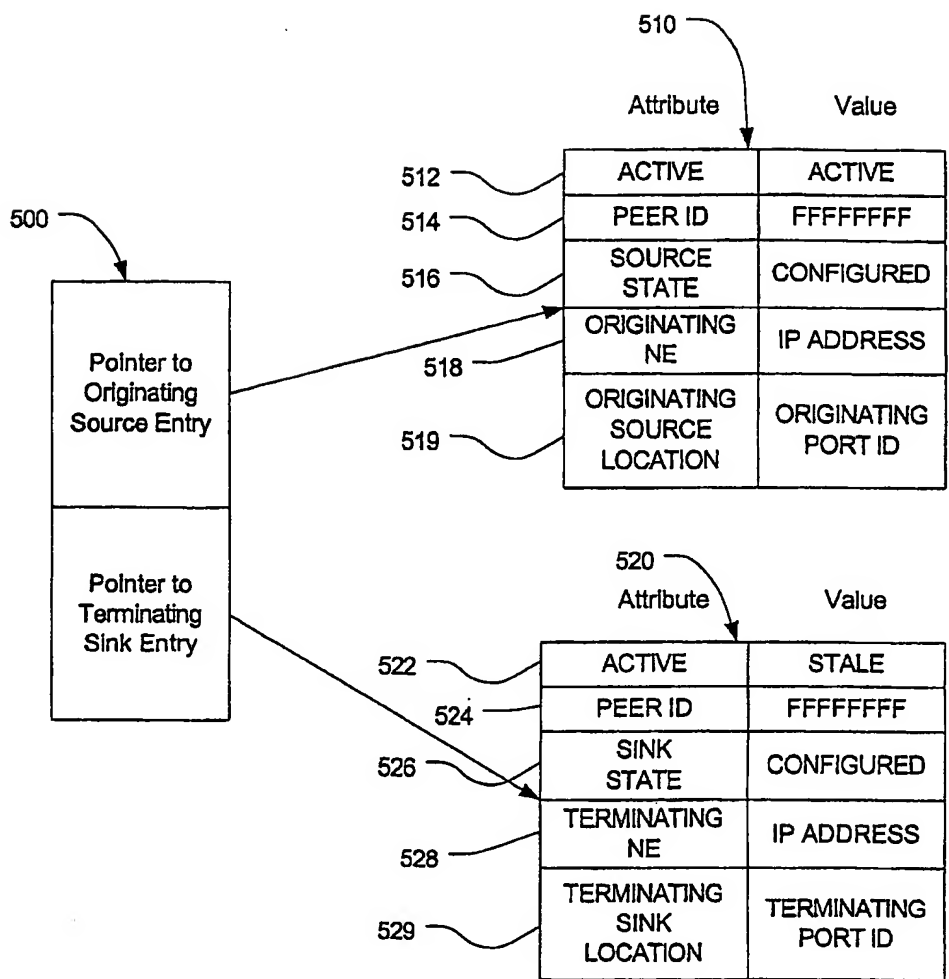 510
Attribute Value
512 ACTIVE ACTIVE
500
514 PEER ID FFFFFFFF
516 SOURCE STATE CONFIGURED
Pointer to
Originating
Source Entry
518 ORIGINATING NE IP ADDRESS
519 ORIGINATING SOURCE LOCATION ORIGINATING PORT ID
Pointer to
Terminating
Sink Entry
520
Attribute Value
522 ACTIVE STALE
524 PEER ID FFFFFFFF
526 SINK STATE CONFIGURED
528 TERMINATING NE IP ADDRESS
529 TERMINATING SINK LOCATION TERMINATING PORT ID